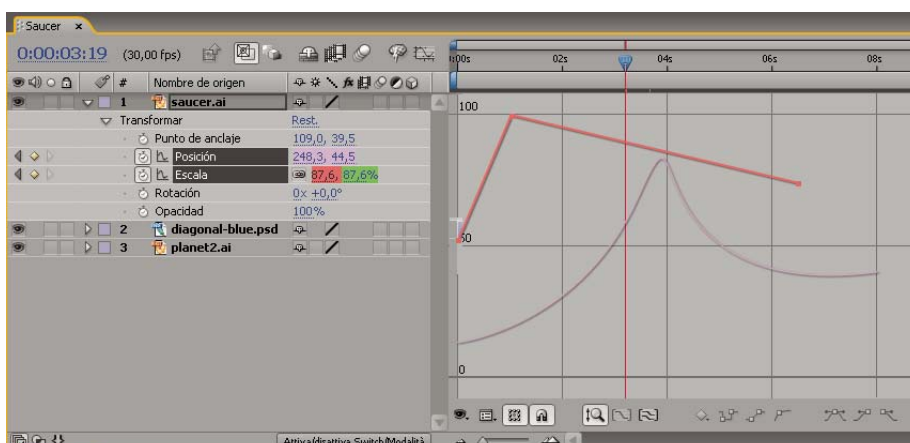 Saucer ×
0:00:03:19 (30,00 fps)
:00s 02s 04s 06s 08s
# Nombre de origen
1 saucer.ai
Transformar Rest.
Punto de anclaje 109,0, 39,5
Posición 248,3, 44,5
Escala 87,6, 87,6%
Rotación 0x +0,0°
Opacidad 100%
2 diagonal-blue.psd
3 planet2.ai
100
50
0
Attiva/disattiva Switch/Modalità